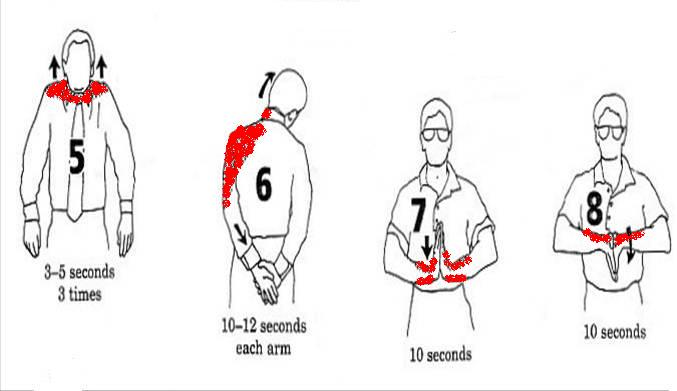 5
3–5 seconds
3 times
6
10–12 seconds
each arm
7
10 seconds
8
10 seconds